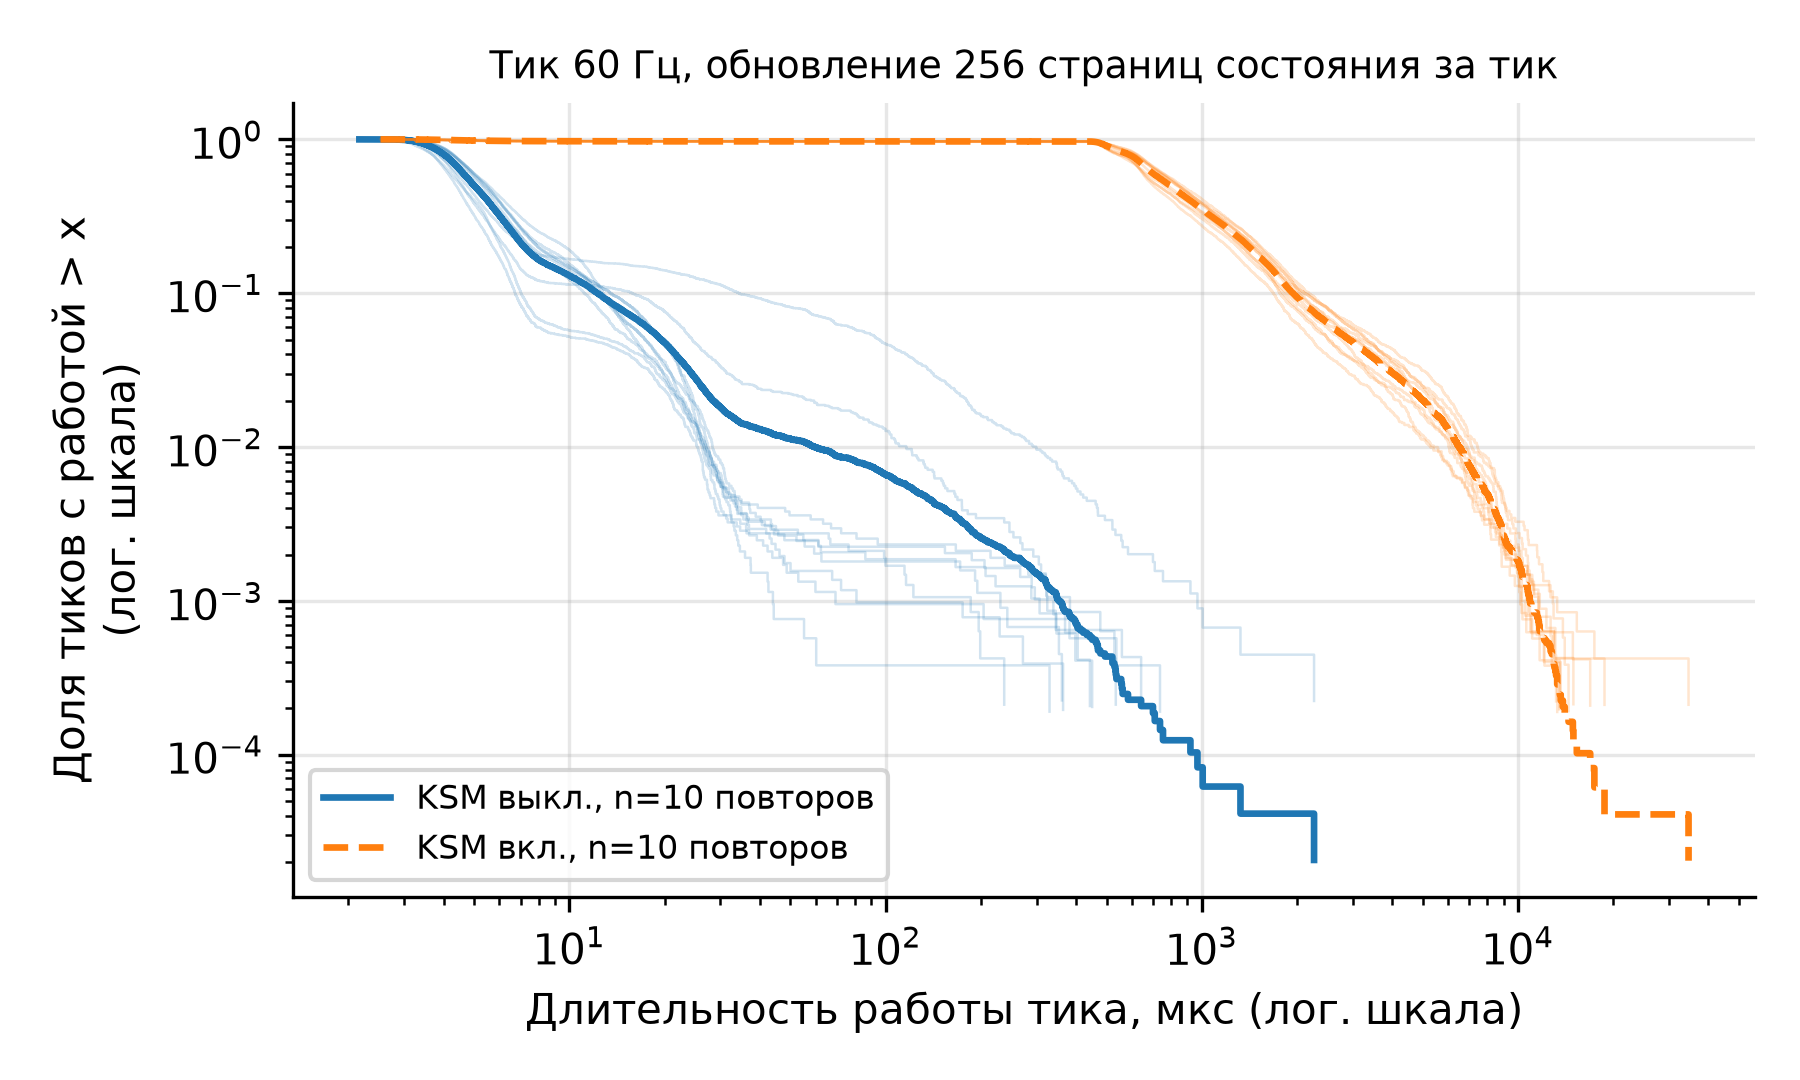 Тик 60 Гц, обновление 256 страниц состояния за тик
Доля тиков с работой > x
(лог. шкала)
10⁰
10⁻¹
10⁻²
10⁻³
10⁻⁴
KSM выкл., n=10 повторов
KSM вкл., n=10 повторов
10¹ 10² 10³ 10⁴
Длительность работы тика, мкс (лог. шкала)